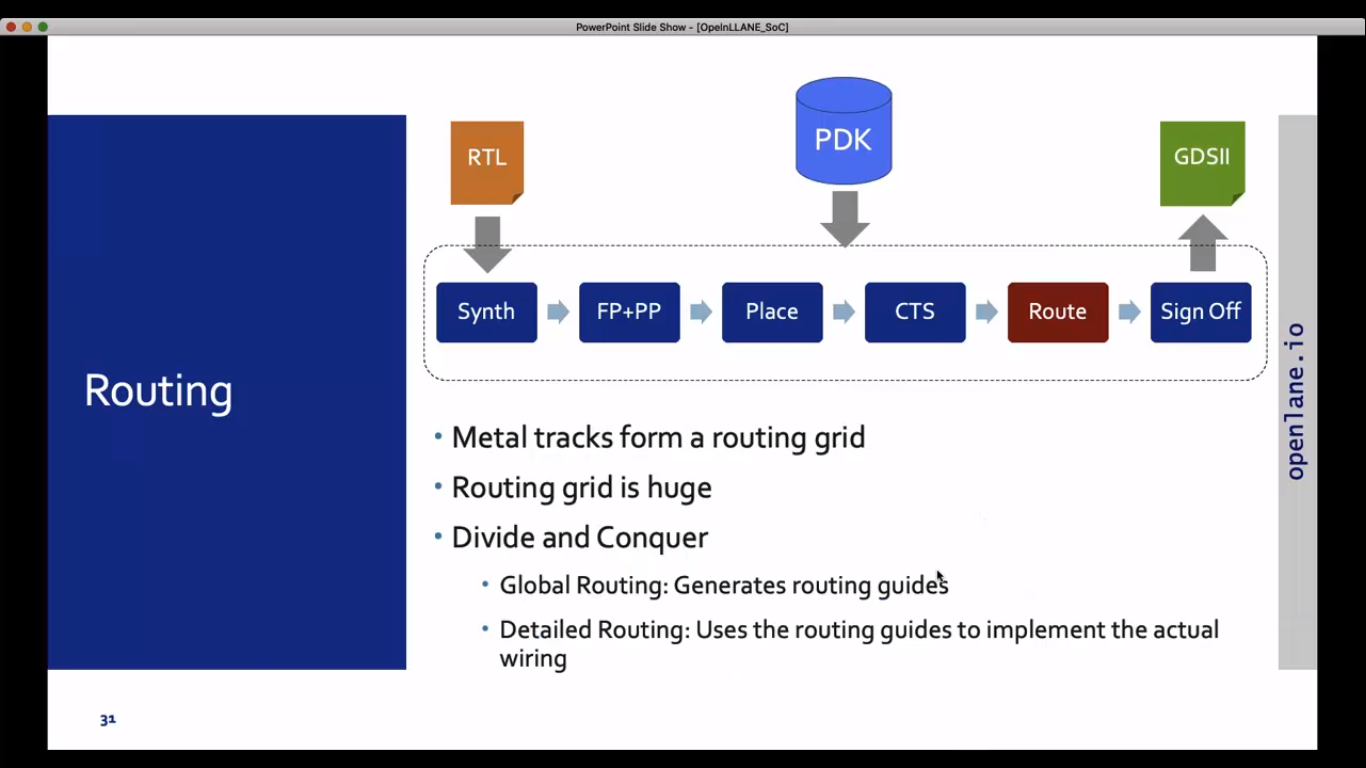 PowerPoint Slide Show - [OpeInLLANE_SoC]
RTL
PDK
GDSII
Synth
FP+PP
Place
CTS
Route
Sign Off
Routing
• Metal tracks form a routing grid
• Routing grid is huge
• Divide and Conquer
• Global Routing: Generates routing guides
• Detailed Routing: Uses the routing guides to implement the actual
wiring
openlane.io
31